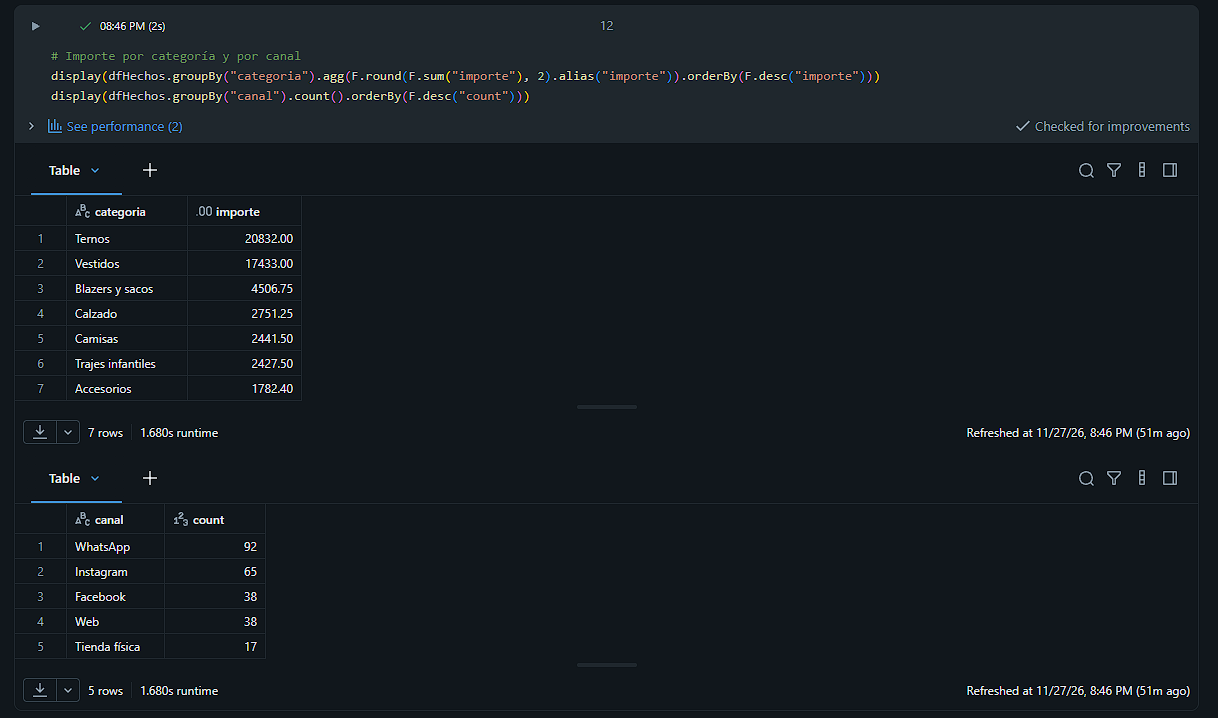 08:46 PM (2s)
12
# Importe por categoría y por canal
display(dfHechos.groupBy("categoria").agg(F.round(F.sum("importe"), 2).alias("importe")).orderBy(F.desc("importe")))
display(dfHechos.groupBy("canal").count().orderBy(F.desc("count")))
See performance (2)
Checked for improvements
Table
categoria .00 importe
1 Ternos 20832.00
2 Vestidos 17433.00
3 Blazers y sacos 4506.75
4 Calzado 2751.25
5 Camisas 2441.50
6 Trajes infantiles 2427.50
7 Accesorios 1782.40
7 rows 1.680s runtime
Refreshed at 11/27/26, 8:46 PM (51m ago)
Table
canal count
1 WhatsApp 92
2 Instagram 65
3 Facebook 38
4 Web 38
5 Tienda física 17
5 rows 1.680s runtime
Refreshed at 11/27/26, 8:46 PM (51m ago)